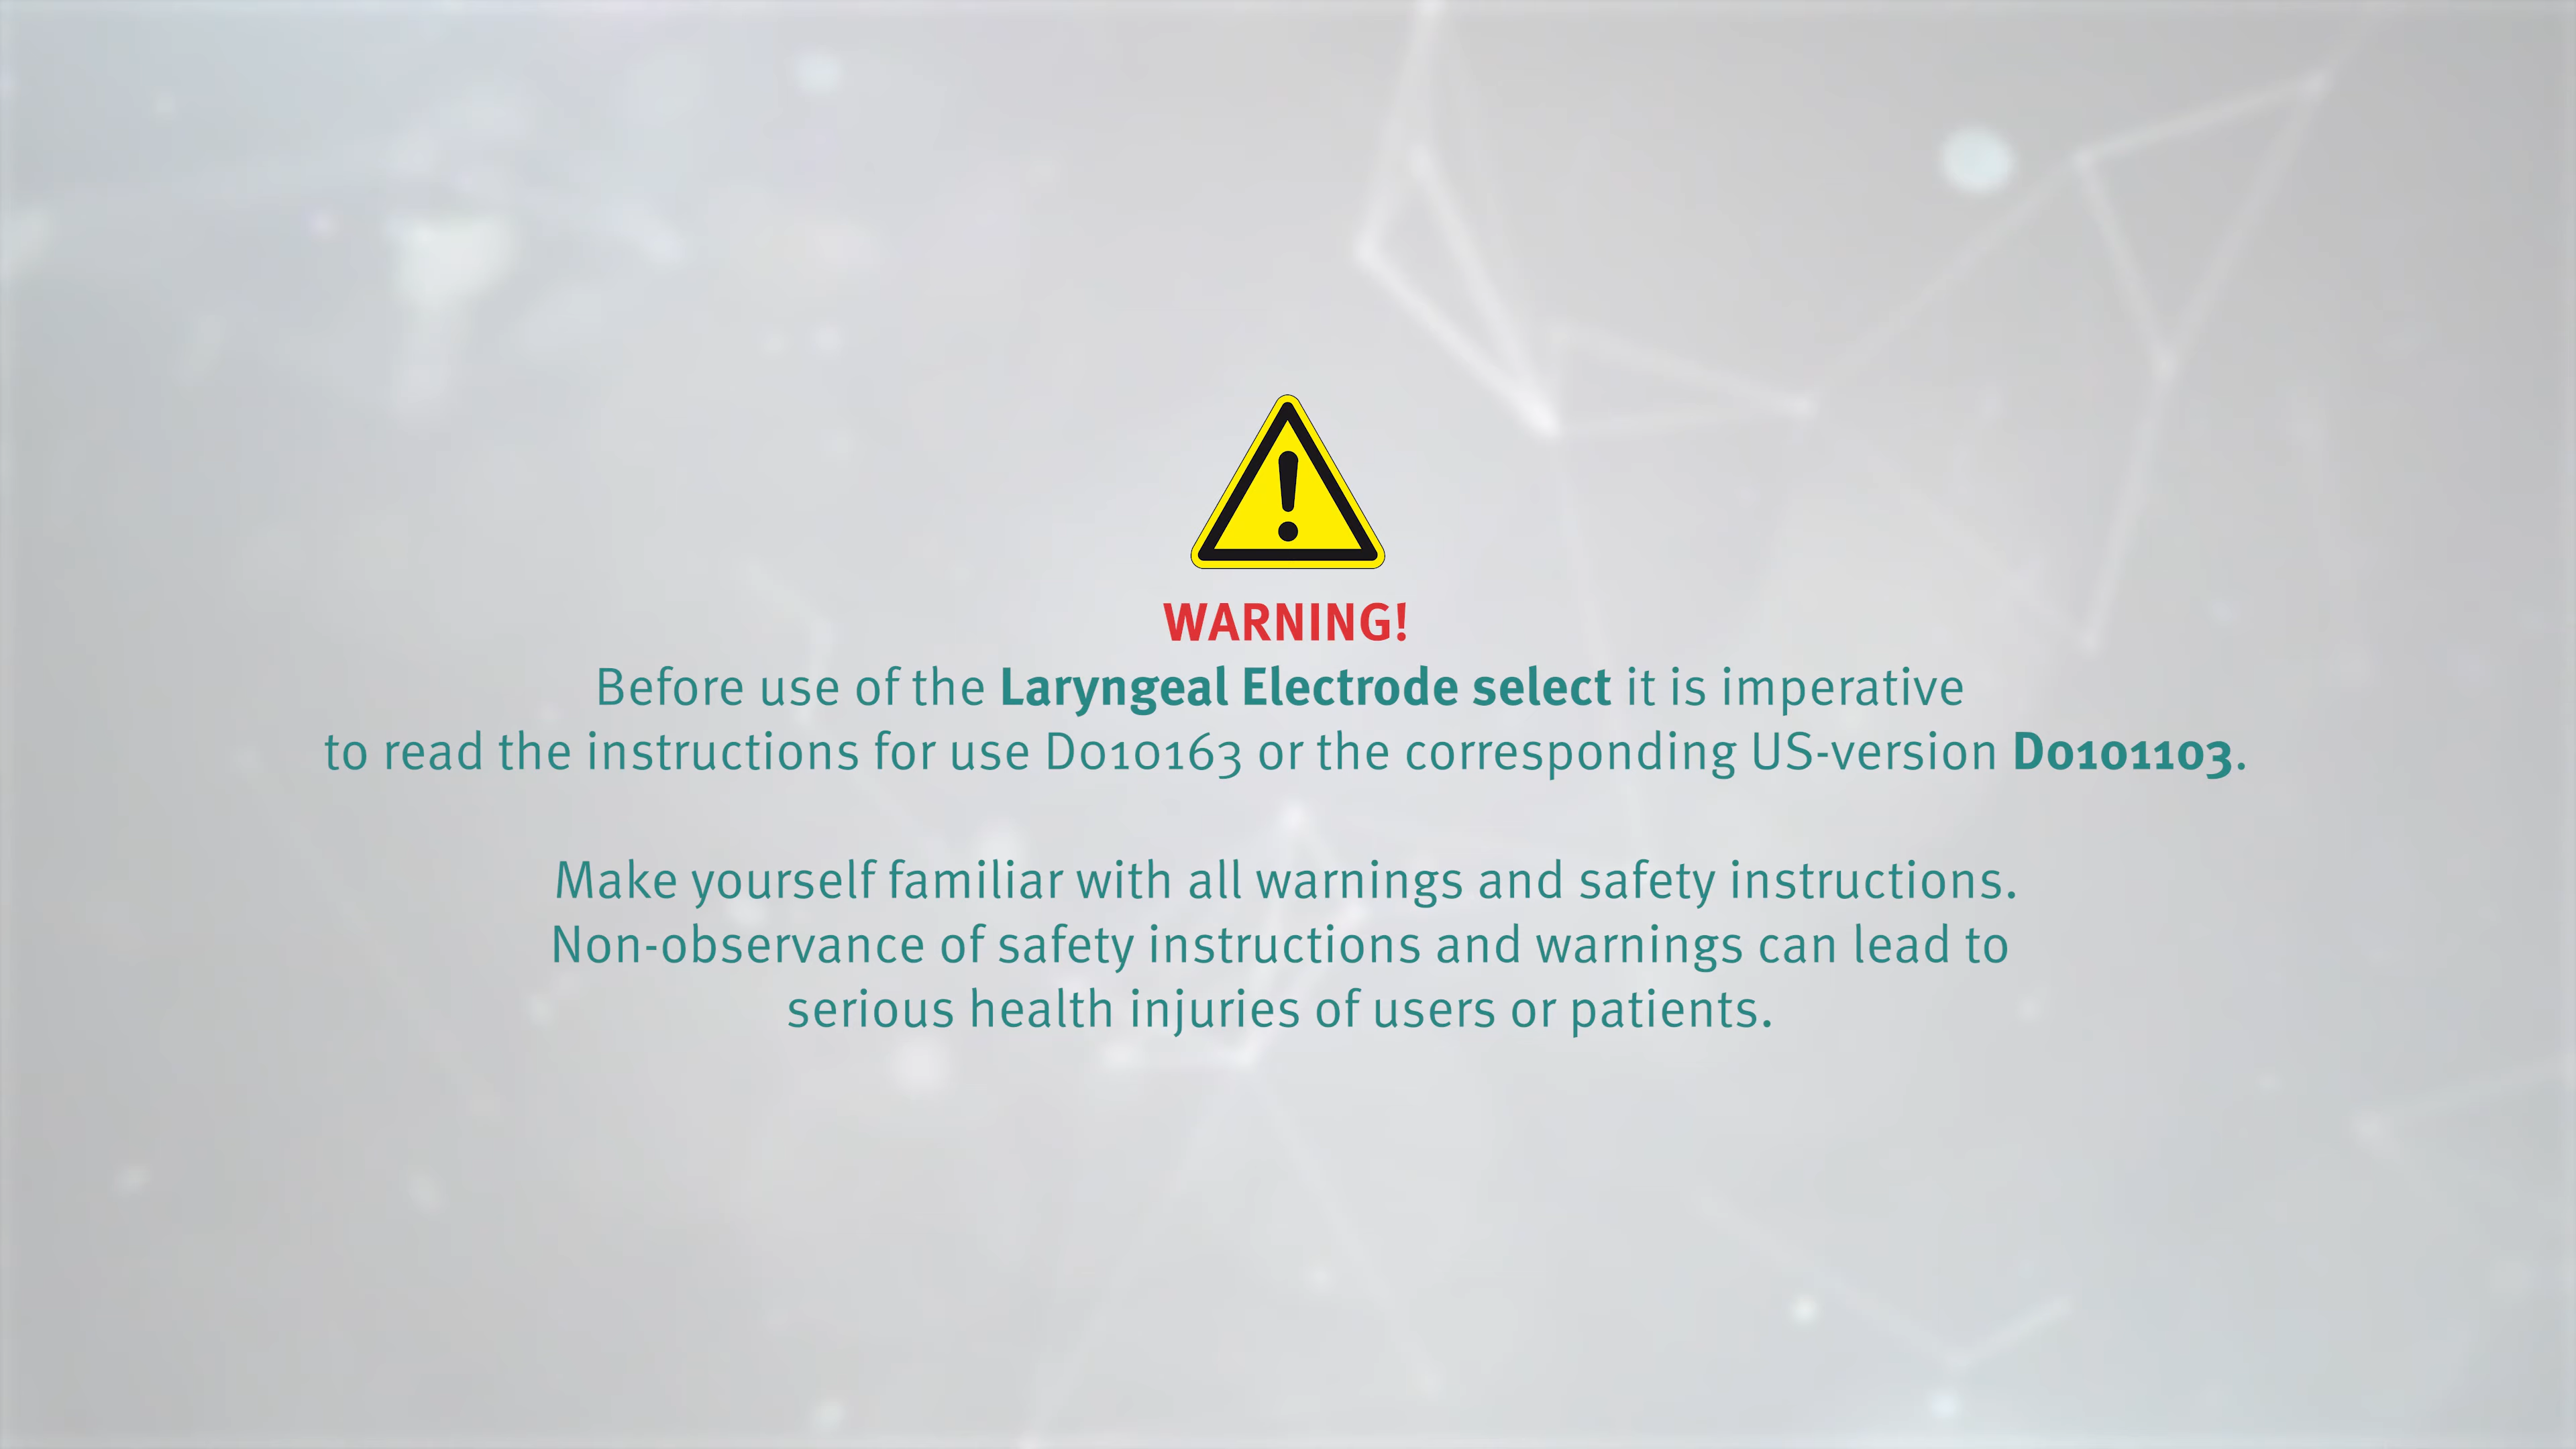 WARNING!
Before use of the Laryngeal Electrode select it is imperative
to read the instructions for use D010163 or the corresponding US-version D0101103.
Make yourself familiar with all warnings and safety instructions.
Non-observance of safety instructions and warnings can lead to
serious health injuries of users or patients.